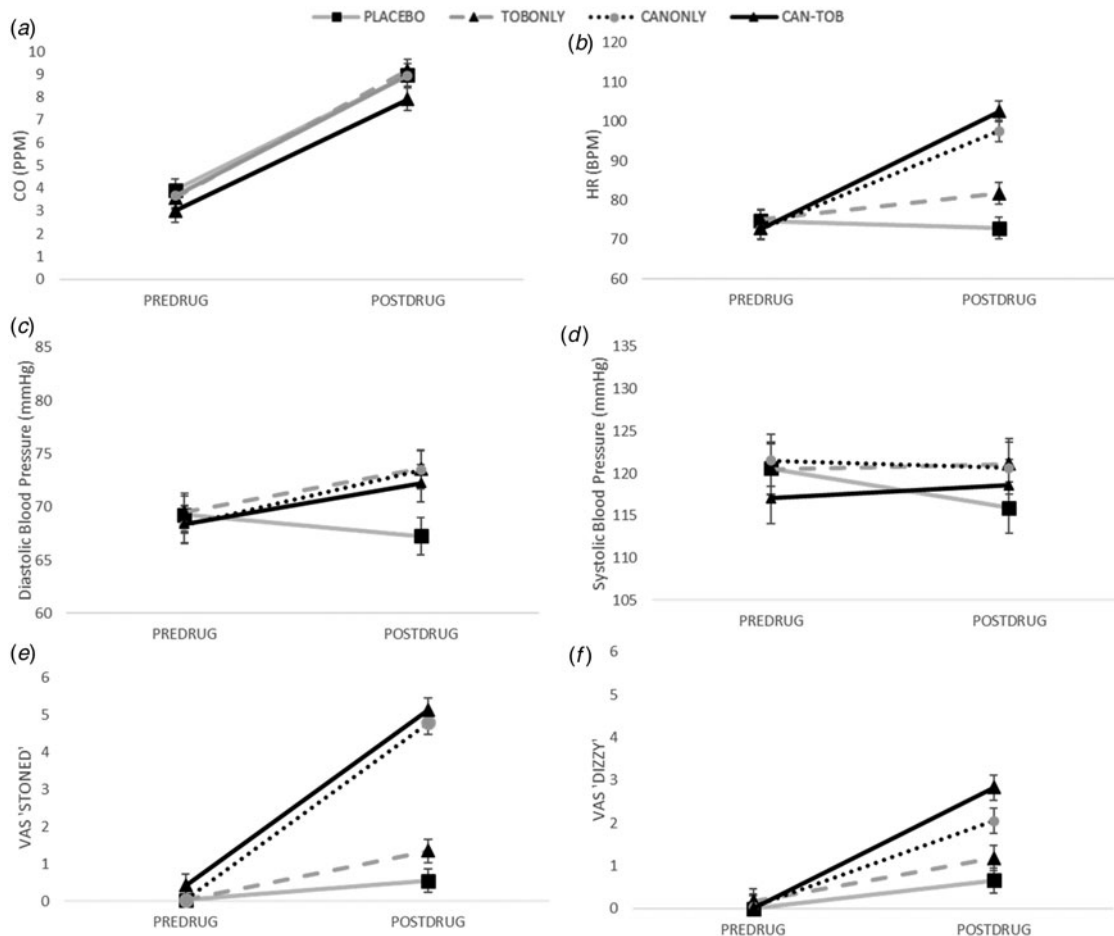 PLACEBO TOBONLY CANONLY CAN-TOB
(a)
CO (PPM)
10
9
8
7
6
5
4
3
2
1
0
PREDRUG POSTDRUG
(b)
HR (BPM)
120
110
100
90
80
70
60
PREDRUG POSTDRUG
(c)
Diastolic Blood Pressure (mmHg)
85
80
75
70
65
60
PREDRUG POSTDRUG
(d)
Systolic Blood Pressure (mmHg)
135
130
125
120
115
110
105
PREDRUG POSTDRUG
(e)
VAS 'STONED'
6
5
4
3
2
1
0
PREDRUG POSTDRUG
(f)
VAS 'DIZZY'
6
5
4
3
2
1
0
PREDRUG POSTDRUG